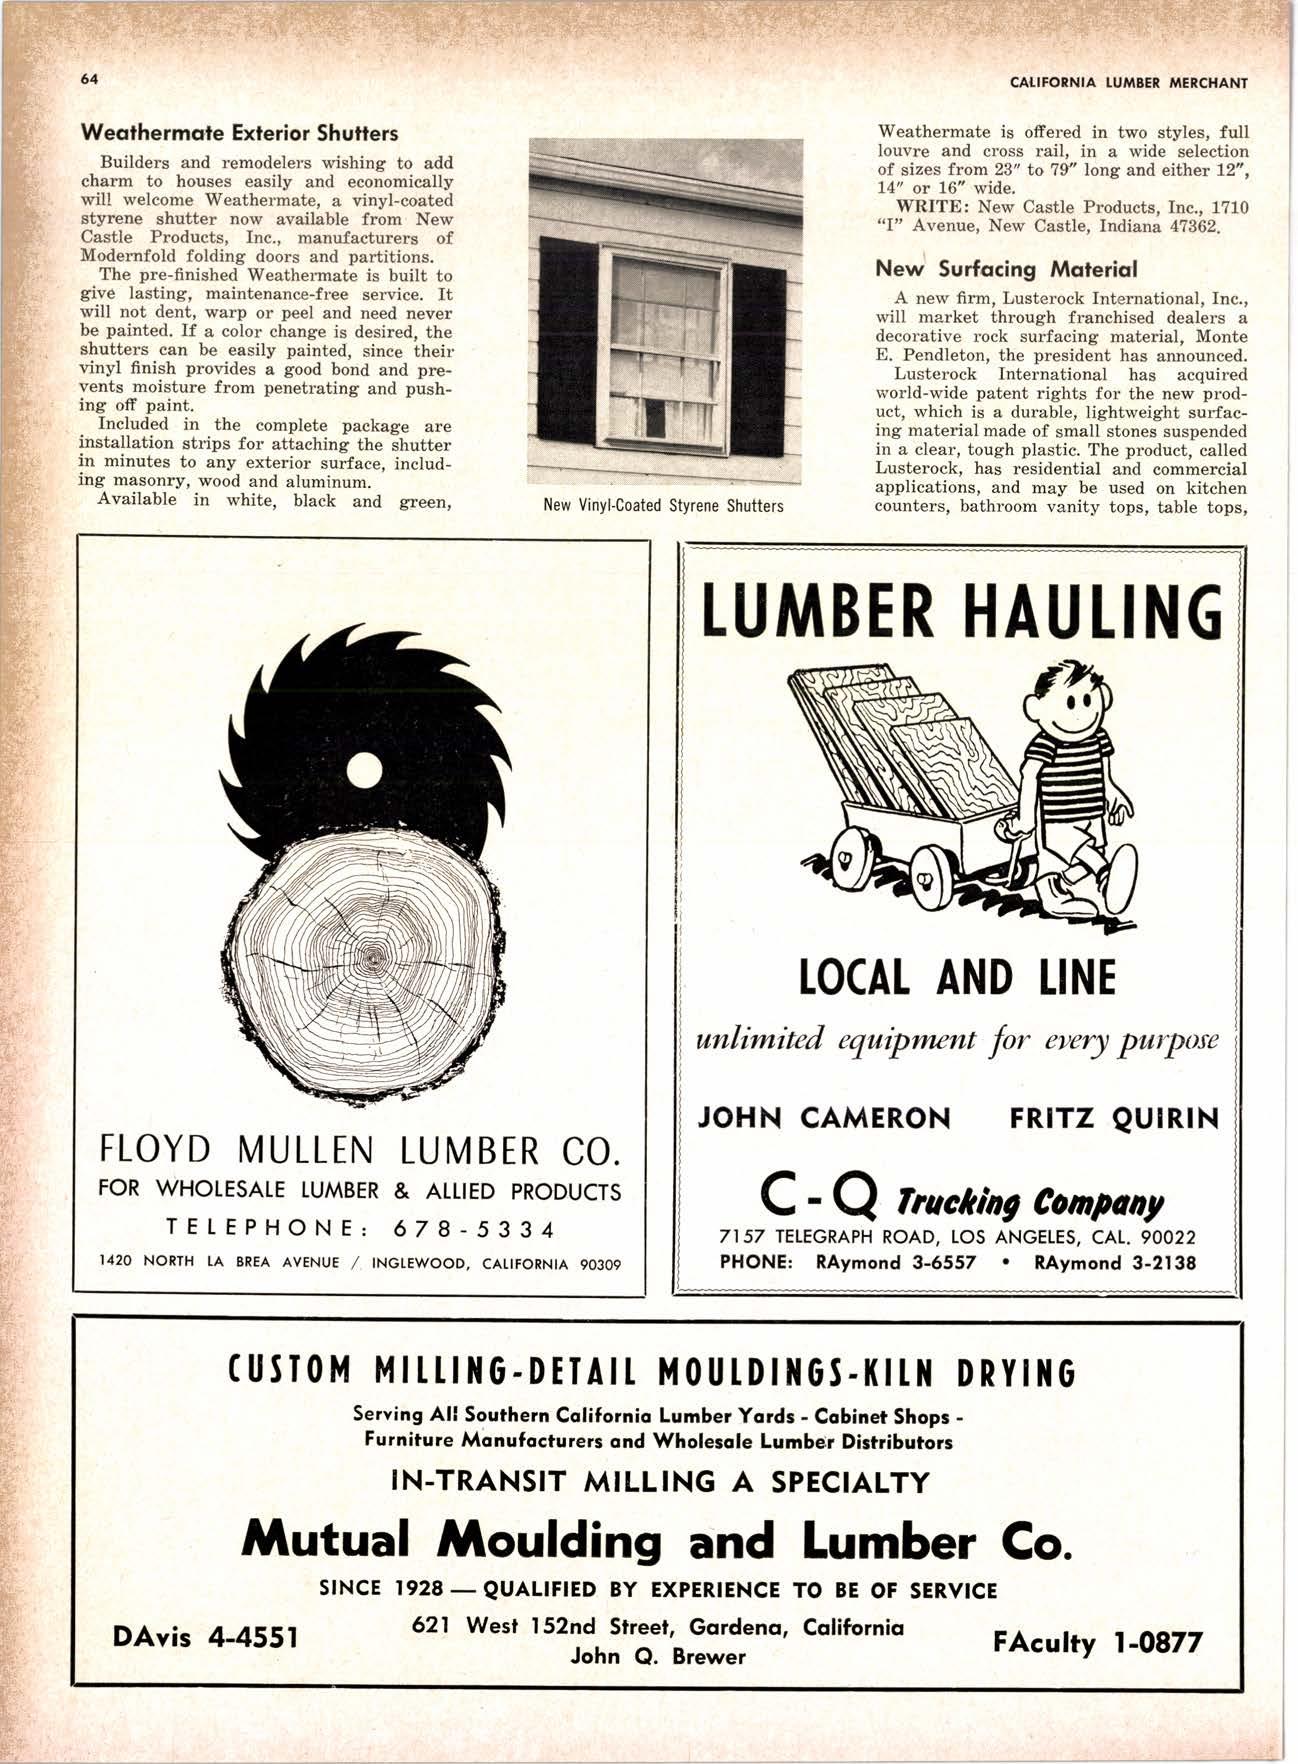 64
CALIFORNIA LUMBER MERCHANT
Weathermate Exterior Shutters
Builders and remodelers wishing to add
charm to houses easily and economically
will welcome Weathermate, a vinyl-coated
styrene shutter now available from New
Castle Products, Inc., manufacturers of
Modernfold folding doors and partitions.
The pre-finished Weathermate is built to
give lasting, maintenance-free service. It
will not dent, warp or peel and need never
be painted. If a color change is desired, the
shutters can be easily painted, since their
vinyl finish provides a good bond and pre-
vents moisture from penetrating and push-
ing off paint.
Included in the complete package are
installation strips for attaching the shutter
in minutes to any exterior surface, includ-
ing masonry, wood and aluminum.
Available in white, black and green,
New Vinyl-Coated Styrene Shutters
Weathermate is offered in two styles, full
louvre and cross rail, in a wide selection
of sizes from 23″ to 79″ long and either 12″,
14″ or 16″ wide.
WRITE: New Castle Products, Inc., 1710
“I” Avenue, New Castle, Indiana 47362.
New Surfacing Material
A new firm, Lusterock International, Inc.,
will market through franchised dealers a
decorative rock surfacing material, Monte
E. Pendleton, the president has announced.
Lusterock International has acquired
world-wide patent rights for the new prod-
uct, which is a durable, lightweight surfac-
ing material made of small stones suspended
in a clear, tough plastic. The product, called
Lusterock, has residential and commercial
applications, and may be used on kitchen
counters, bathroom vanity tops, table tops,
FLOYD MULLEN LUMBER CO.
FOR WHOLESALE LUMBER & ALLIED PRODUCTS
TELEPHONE: 678-5334
1420 NORTH LA BREA AVENUE / INGLEWOOD, CALIFORNIA 90309
LUMBER HAULING
LOCAL AND LINE
unlimited equipment for every purpose
JOHN CAMERON FRITZ QUIRIN
C-Q Trucking Company
7157 TELEGRAPH ROAD, LOS ANGELES, CAL. 90022
PHONE: RAymond 3-6557 • RAymond 3-2138
CUSTOM MILLING-DETAIL MOULDINGS-KILN DRYING
Serving All Southern California Lumber Yards - Cabinet Shops -
Furniture Manufacturers and Wholesale Lumber Distributors
IN-TRANSIT MILLING A SPECIALTY
Mutual Moulding and Lumber Co.
SINCE 1928 — QUALIFIED BY EXPERIENCE TO BE OF SERVICE
DAvis 4-4551
621 West 152nd Street, Gardena, California
John Q. Brewer
FAculty 1-0877